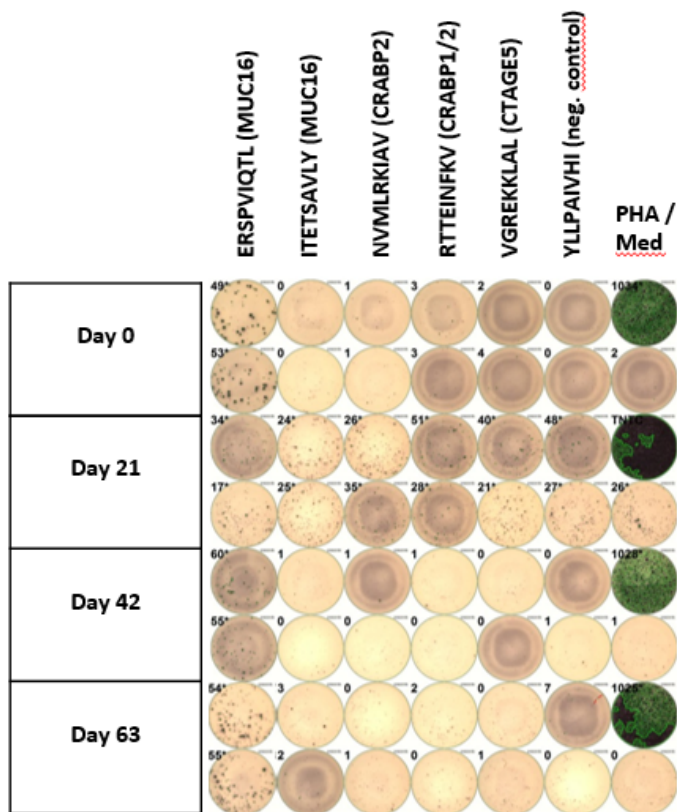 ERSPVIQTL (MUC16)
ITETSAVLY (MUC16)
NVMLRKIAV (CRABP2)
RTTEINFKV (CRABP1/2)
VGREKKLAL (CTAGE5)
YLLPAIVHI (neg. control)
PHA /
Med
Day 0
49* 0 1 3 2 0 1034*
53* 0 1 3 4 0 2
Day 21
34* 24* 26* 51* 40* 48* TNTC
17* 25* 35* 28* 21* 27* 26*
Day 42
60* 1 1 1 0 0 1028*
55* 0 0 0 0 1 1
Day 63
54* 3 0 2 0 7 1025*
55* 2 1 0 1 0 0